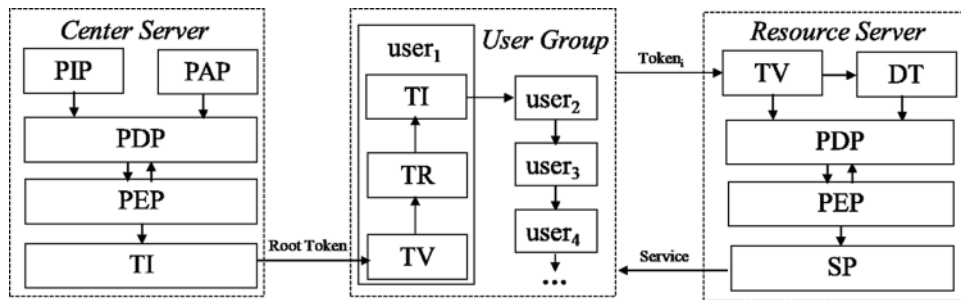 Center Server
PIP
PAP
PDP
PEP
TI
Root Token
User Group
user₁
TI
TR
TV
user₂
user₃
user₄
...
Tokenᵢ
Service
Resource Server
TV
DT
PDP
PEP
SP